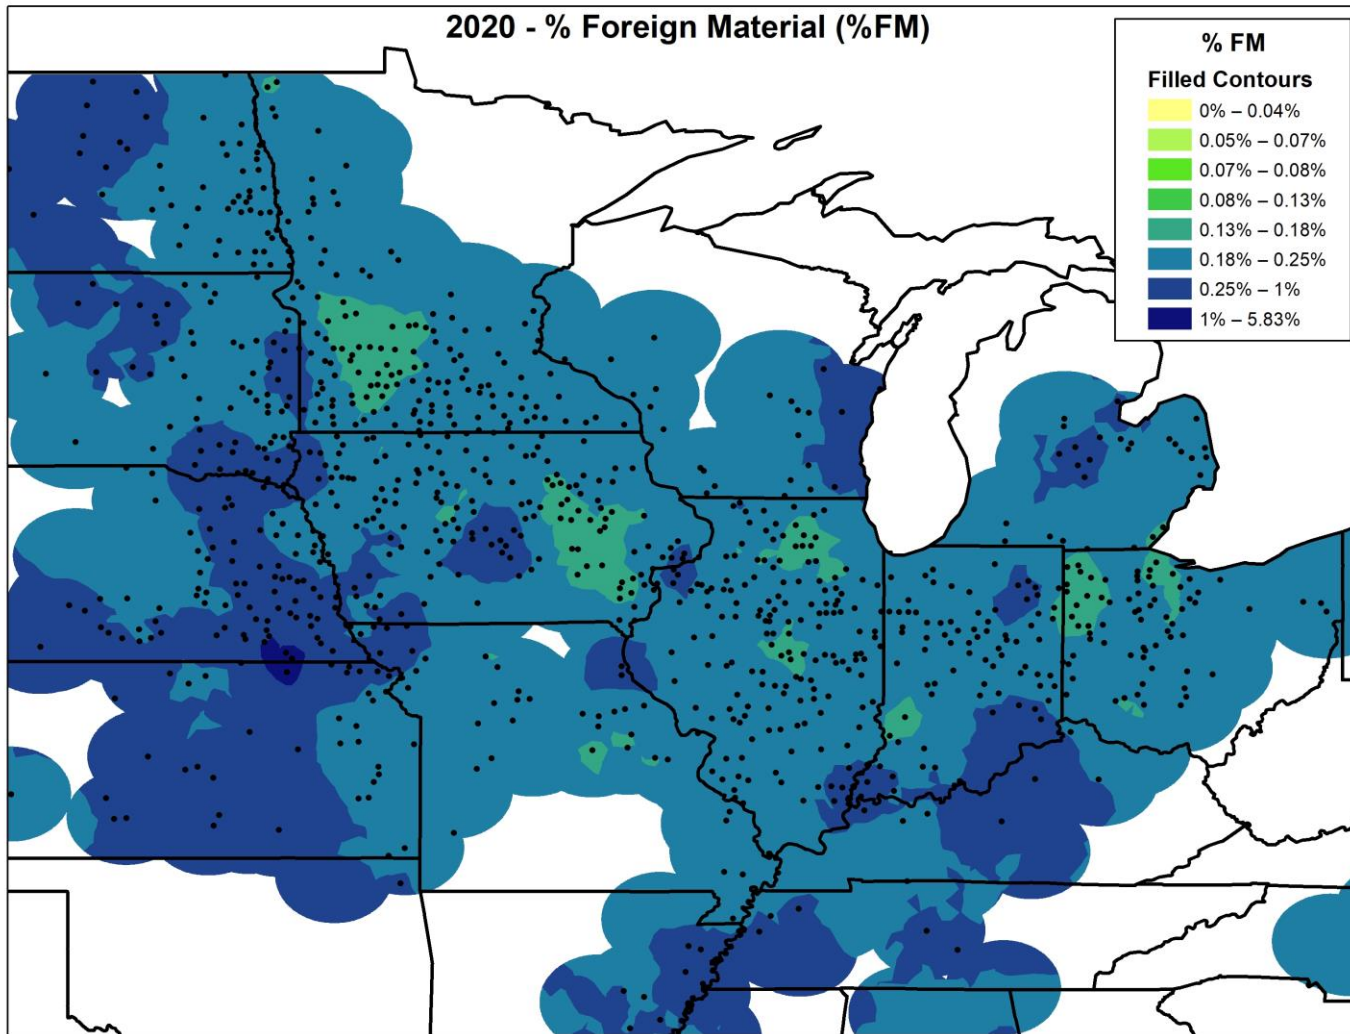 2020 - % Foreign Material (%FM)
% FM
Filled Contours
0% – 0.04%
0.05% – 0.07%
0.07% – 0.08%
0.08% – 0.13%
0.13% – 0.18%
0.18% – 0.25%
0.25% – 1%
1% – 5.83%